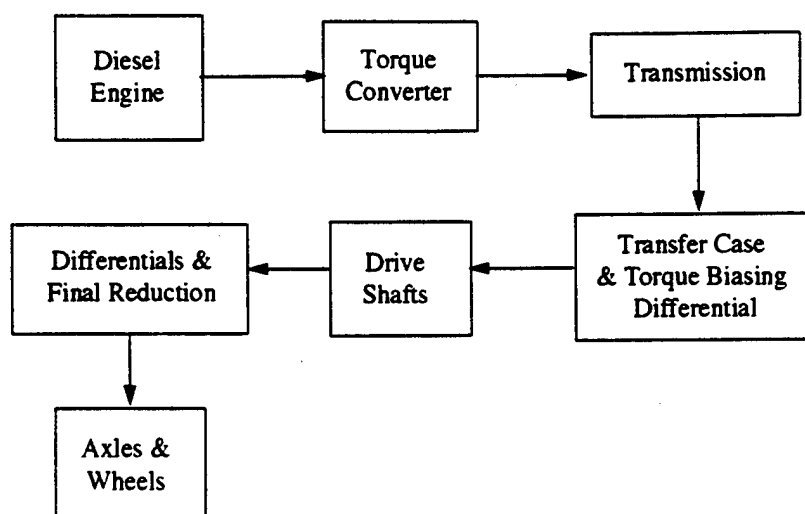 Diesel
Engine
Torque
Converter
Transmission
Transfer Case
& Torque Biasing
Differential
Drive
Shafts
Differentials &
Final Reduction
Axles &
Wheels